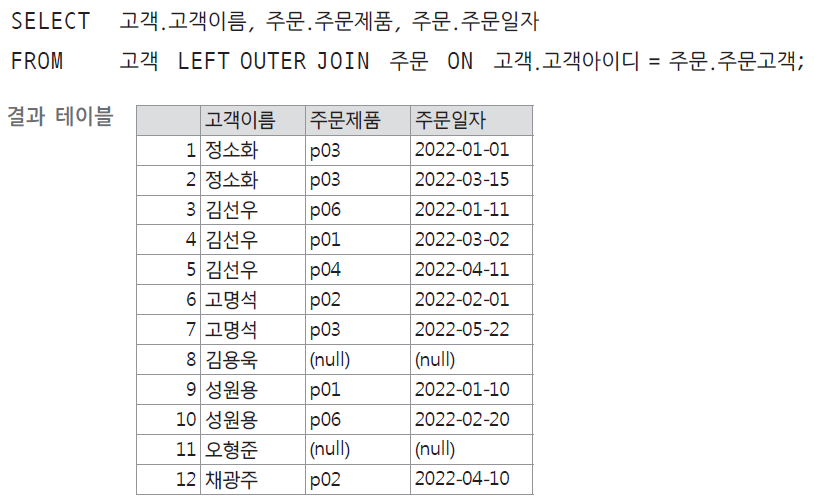 SELECT 고객.고객이름, 주문.주문제품, 주문.주문일자
FROM 고객 LEFT OUTER JOIN 주문 ON 고객.고객아이디 = 주문.주문고객;
결과 테이블
고객이름 주문제품 주문일자
1 정소화 p03 2022-01-01
2 정소화 p03 2022-03-15
3 김선우 p06 2022-01-11
4 김선우 p01 2022-03-02
5 김선우 p04 2022-04-11
6 고명석 p02 2022-02-01
7 고명석 p03 2022-05-22
8 김용욱 (null) (null)
9 성원용 p01 2022-01-10
10 성원용 p06 2022-02-20
11 오형준 (null) (null)
12 채광주 p02 2022-04-10